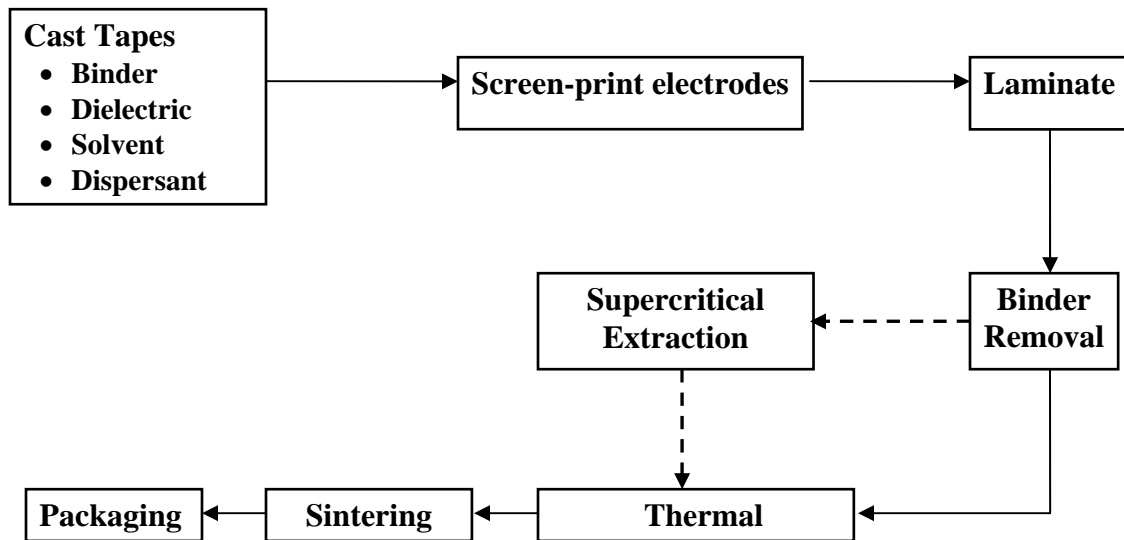 Cast Tapes
• Binder
• Dielectric
• Solvent
• Dispersant
Screen-print electrodes
Laminate
Binder
Removal
Supercritical
Extraction
Thermal
Sintering
Packaging